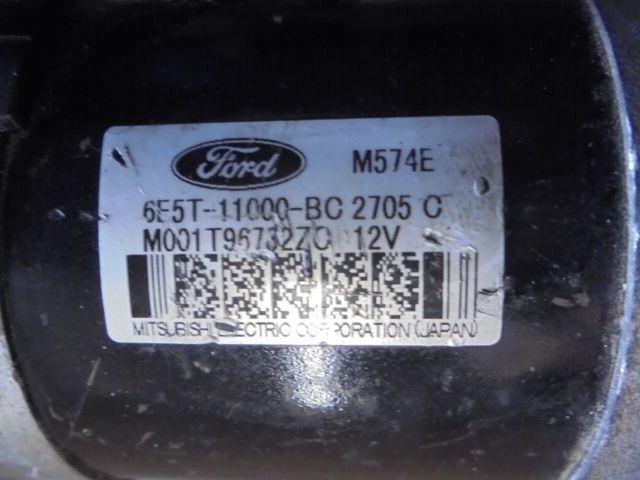 Ford M574E
6E5T-11000-BC 2705 C
M001T96732ZC 12V
MITSUBISHI ELECTRIC CORPORATION (JAPAN)